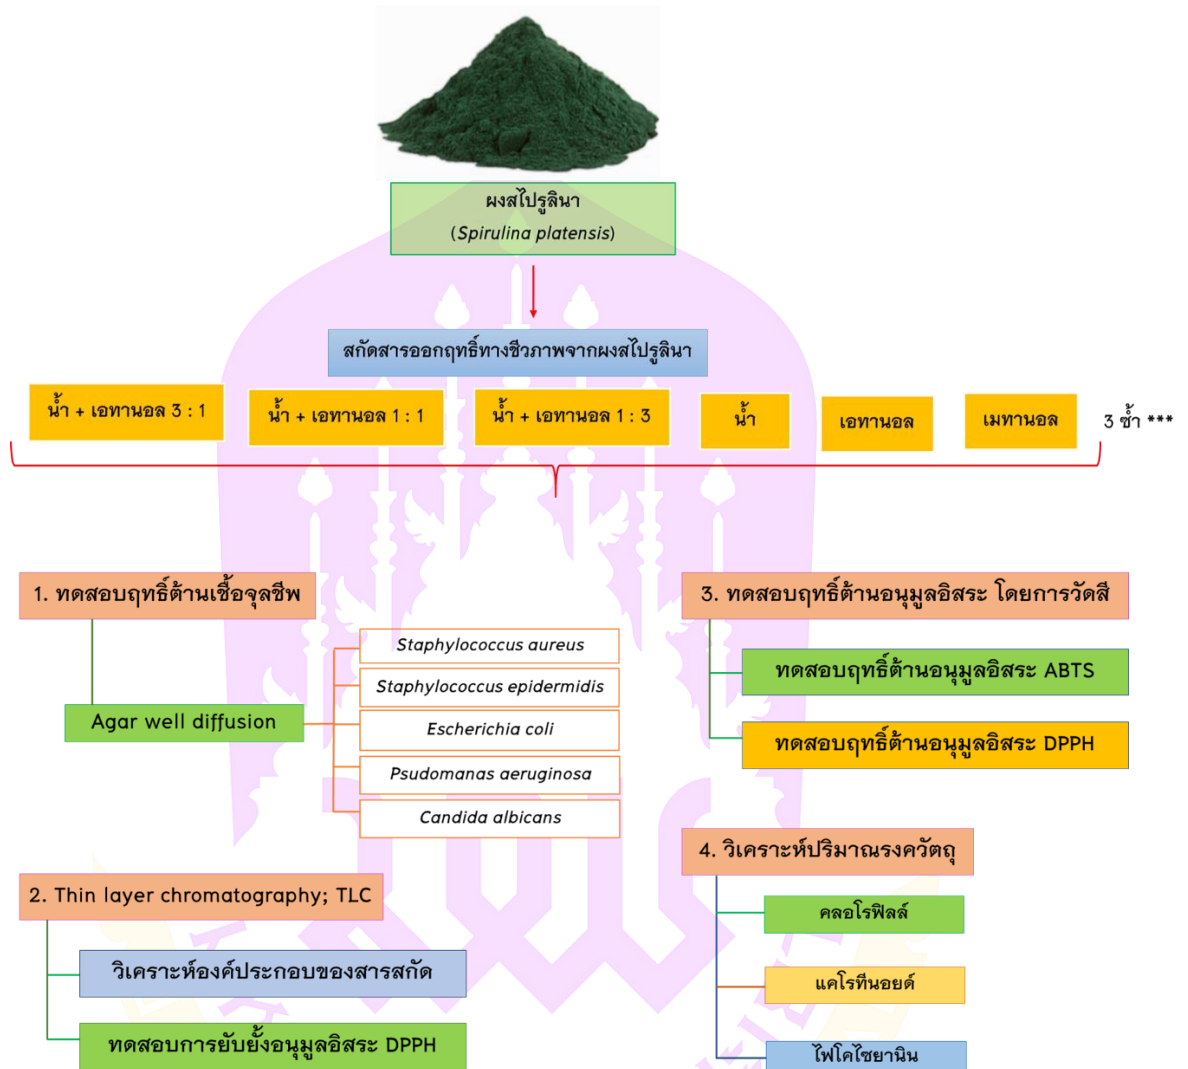 ผงสไปรูลินา
(Spirulina platensis)
สกัดสารออกฤทธิ์ทางชีวภาพจากผงสไปรูลินา
น้ำ + เอทานอล 3 : 1
น้ำ + เอทานอล 1 : 1
น้ำ + เอทานอล 1 : 3
น้ำ
เอทานอล
เมทานอล
3 ซ้ำ ***
1. ทดสอบฤทธิ์ต้านเชื้อจุลชีพ
Agar well diffusion
Staphylococcus aureus
Staphylococcus epidermidis
Escherichia coli
Psudomanas aeruginosa
Candida albicans
2. Thin layer chromatography; TLC
วิเคราะห์องค์ประกอบของสารสกัด
ทดสอบการยับยั้งอนุมูลอิสระ DPPH
3. ทดสอบฤทธิ์ต้านอนุมูลอิสระ โดยการวัดสี
ทดสอบฤทธิ์ต้านอนุมูลอิสระ ABTS
ทดสอบฤทธิ์ต้านอนุมูลอิสระ DPPH
4. วิเคราะห์ปริมาณรงควัตถุ
คลอโรฟิลล์
แคโรทีนอยด์
ไฟโคไซยานิน